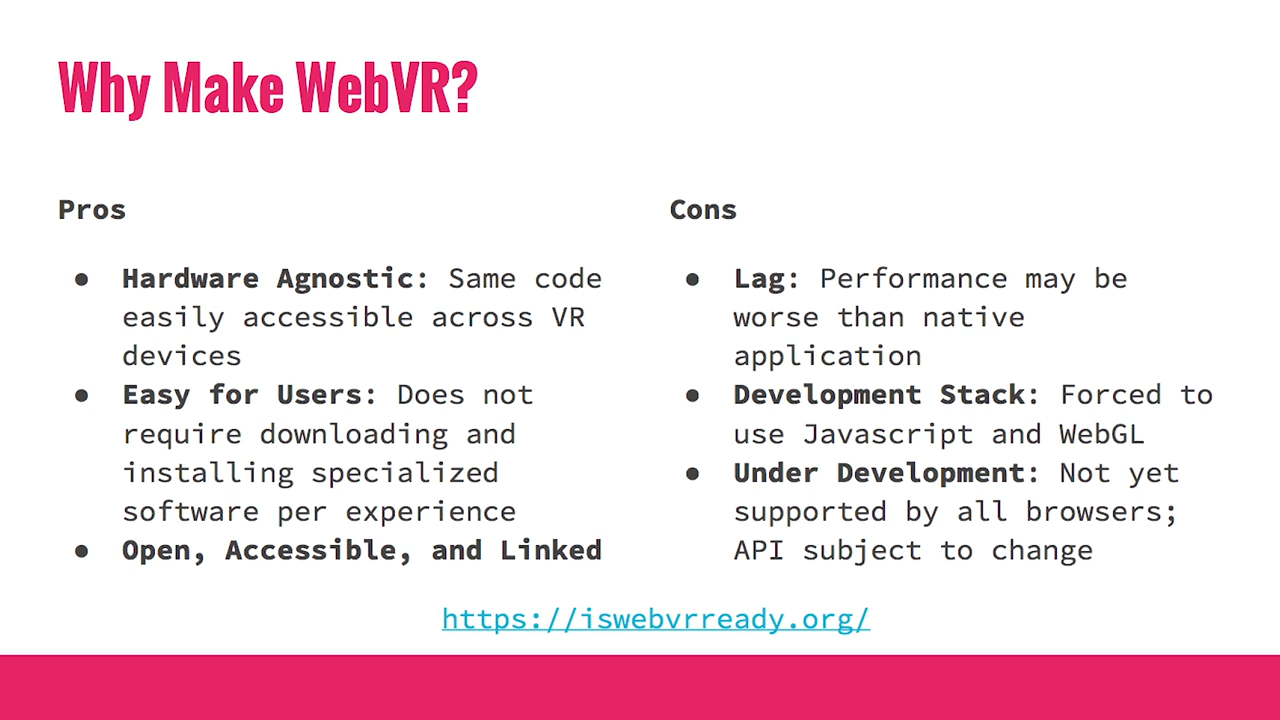 Why Make WebVR?
Pros
● Hardware Agnostic: Same code
easily accessible across VR
devices
● Easy for Users: Does not
require downloading and
installing specialized
software per experience
● Open, Accessible, and Linked
Cons
● Lag: Performance may be
worse than native
application
● Development Stack: Forced to
use Javascript and WebGL
● Under Development: Not yet
supported by all browsers;
API subject to change
https://iswebvrready.org/